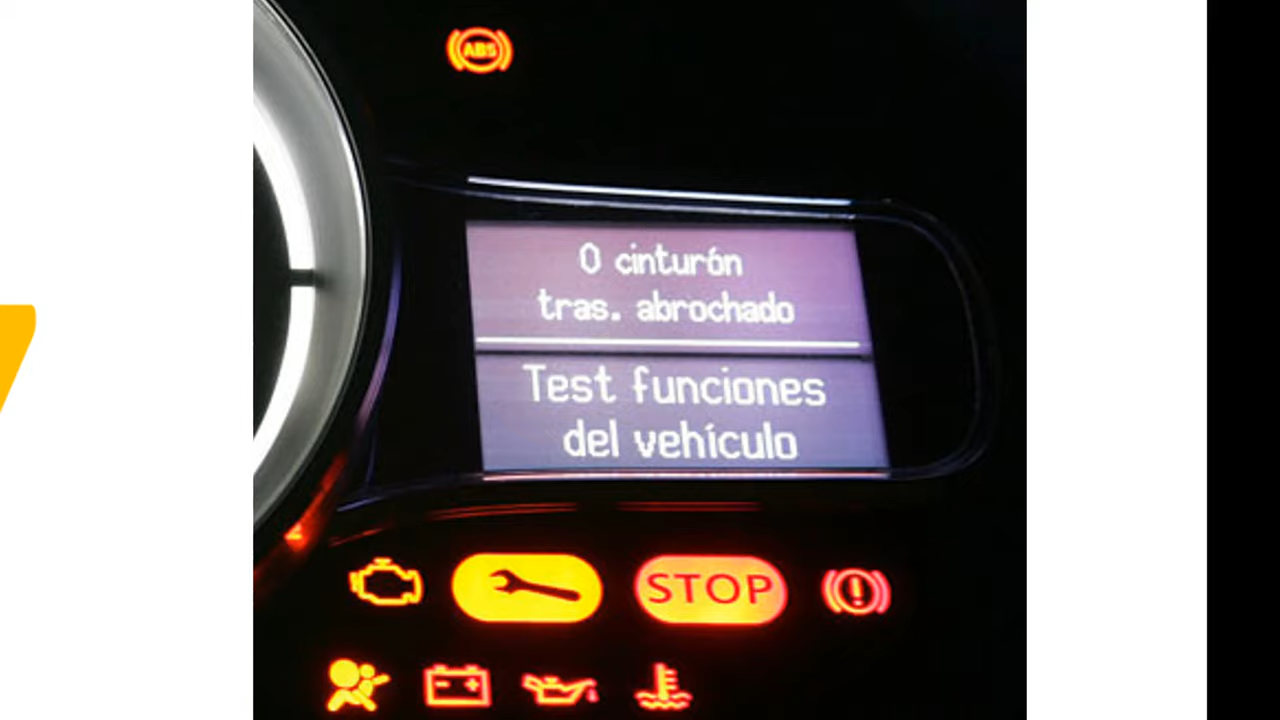 ABS
0 cinturón
tras. abrochado
Test funciones
del vehículo
STOP